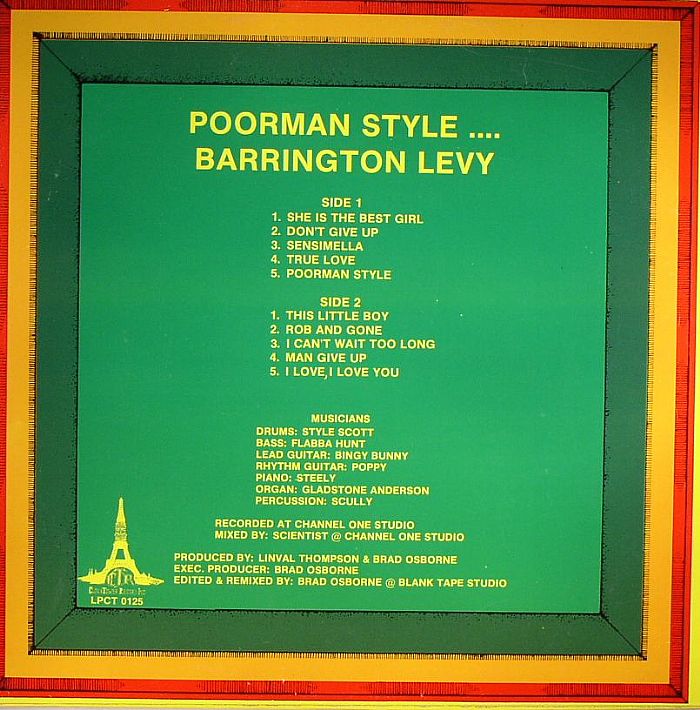 POORMAN STYLE ....
BARRINGTON LEVY
SIDE 1
1. SHE IS THE BEST GIRL
2. DON'T GIVE UP
3. SENSIMELLA
4. TRUE LOVE
5. POORMAN STYLE
SIDE 2
1. THIS LITTLE BOY
2. ROB AND GONE
3. I CAN'T WAIT TOO LONG
4. MAN GIVE UP
5. I LOVE, I LOVE YOU
MUSICIANS
DRUMS: STYLE SCOTT
BASS: FLABBA HUNT
LEAD GUITAR: BINGY BUNNY
RHYTHM GUITAR: POPPY
PIANO: STEELY
ORGAN: GLADSTONE ANDERSON
PERCUSSION: SCULLY
RECORDED AT CHANNEL ONE STUDIO
MIXED BY: SCIENTIST @ CHANNEL ONE STUDIO
PRODUCED BY: LINVAL THOMPSON & BRAD OSBORNE
EXEC. PRODUCER: BRAD OSBORNE
EDITED & REMIXED BY: BRAD OSBORNE @ BLANK TAPE STUDIO
LPCT 0125